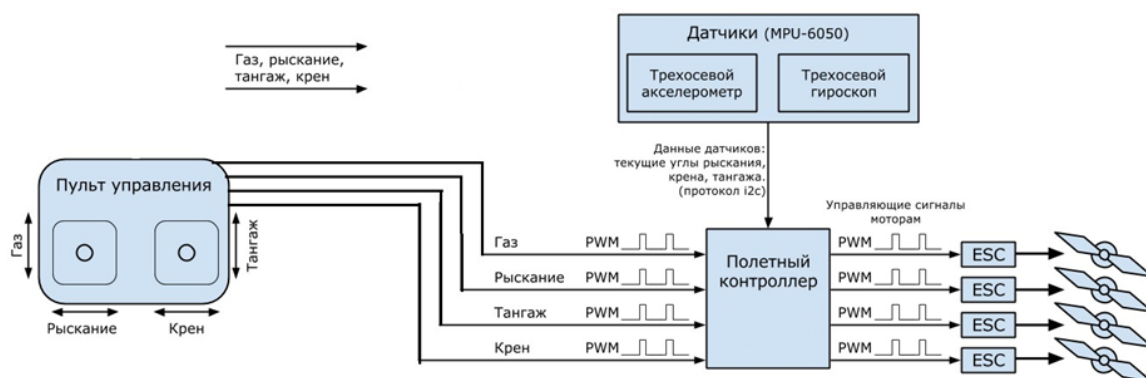 Газ, рыскание,
тангаж, крен
Датчики (MPU-6050)
Трехосевой
акселерометр
Трехосевой
гироскоп
Данные датчиков:
текущие углы рыскания,
крена, тангажа.
(протокол i2c)
Пульт управления
Газ
Тангаж
Рыскание
Крен
Газ
PWM
Рыскание
PWM
Тангаж
PWM
Крен
PWM
Полетный
контроллер
Управляющие сигналы
моторам
PWM
ESC
PWM
ESC
PWM
ESC
PWM
ESC